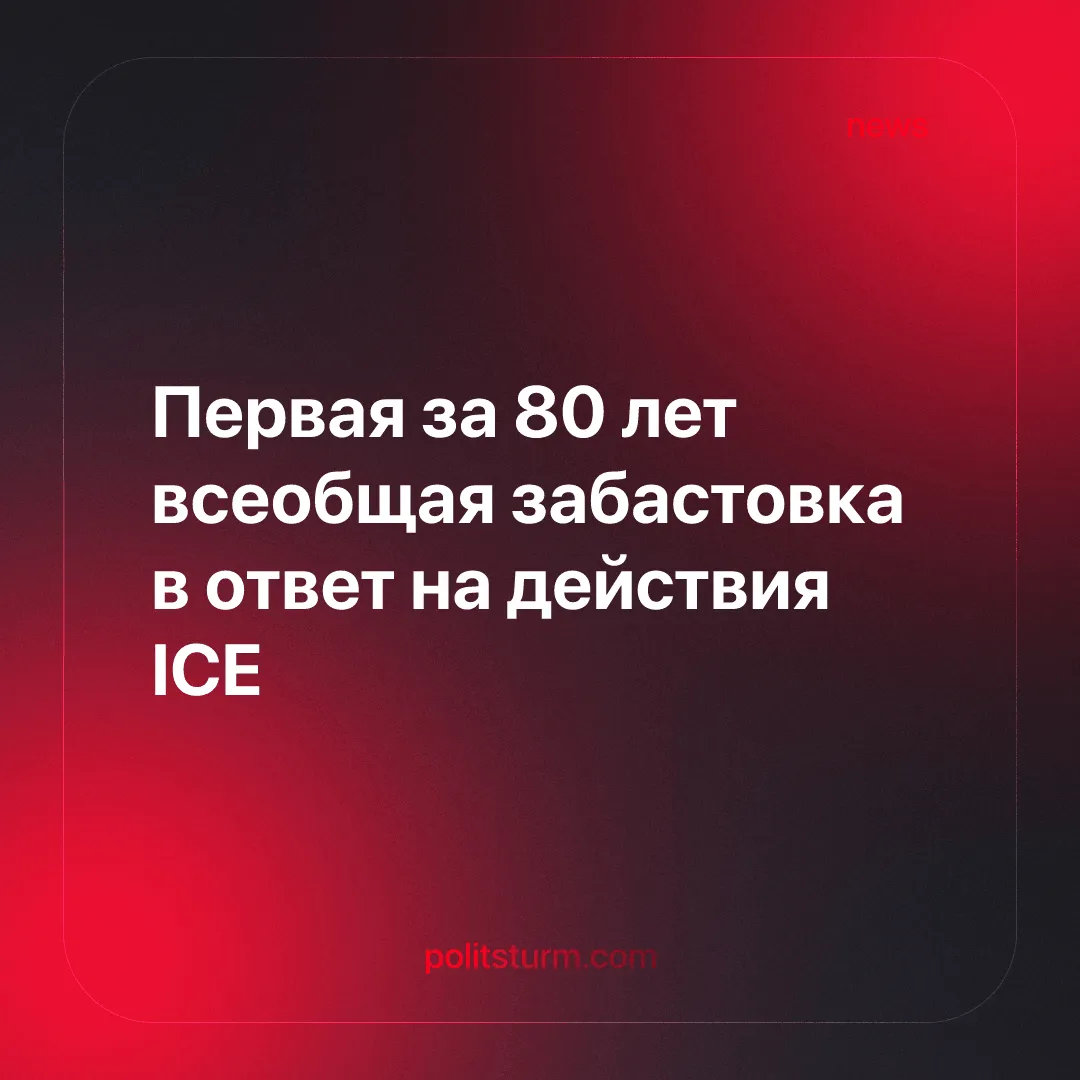 news
Первая за 80 лет
всеобщая забастовка
в ответ на действия
ICE
politsturm.com